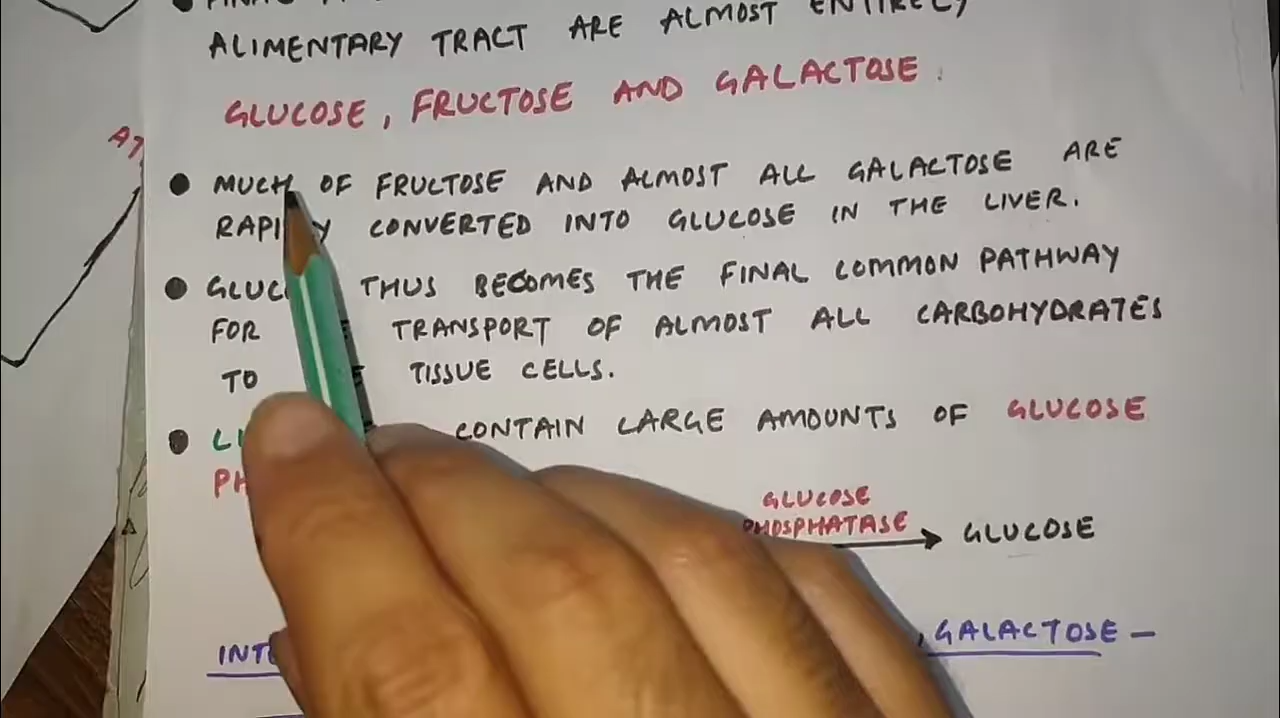 ALIMENTARY TRACT ARE ALMOST ENTIRELY
GLUCOSE, FRUCTOSE AND GALACTOSE.
MUCH OF FRUCTOSE AND ALMOST ALL GALACTOSE ARE
CONVERTED INTO GLUCOSE IN THE LIVER.
THUS BECOMES THE FINAL COMMON PATHWAY
FOR TRANSPORT OF ALMOST ALL CARBOHYDRATES
TO TISSUE CELLS.
CONTAIN LARGE AMOUNTS OF GLUCOSE
GLUCOSE
PHOSPHATASE GLUCOSE
, GALACTOSE —